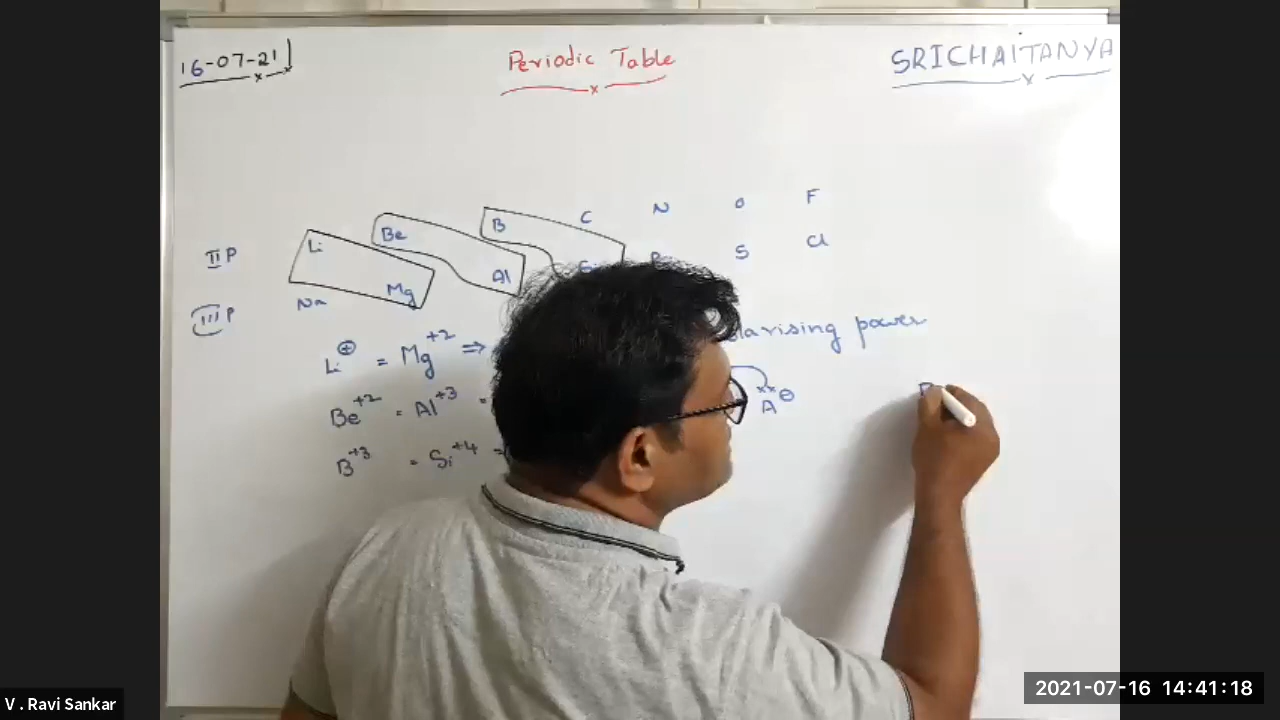 16-07-21
Periodic Table
SRICHAITANYA
Li Be B C N O F
II P
Na Mg Al S Cl
III P
Li⊕ = Mg+2 ⇒ power
Be+2 = Al+3 =
A⊖
B+3 = Si+4
V . Ravi Sankar
2021-07-16 14:41:18